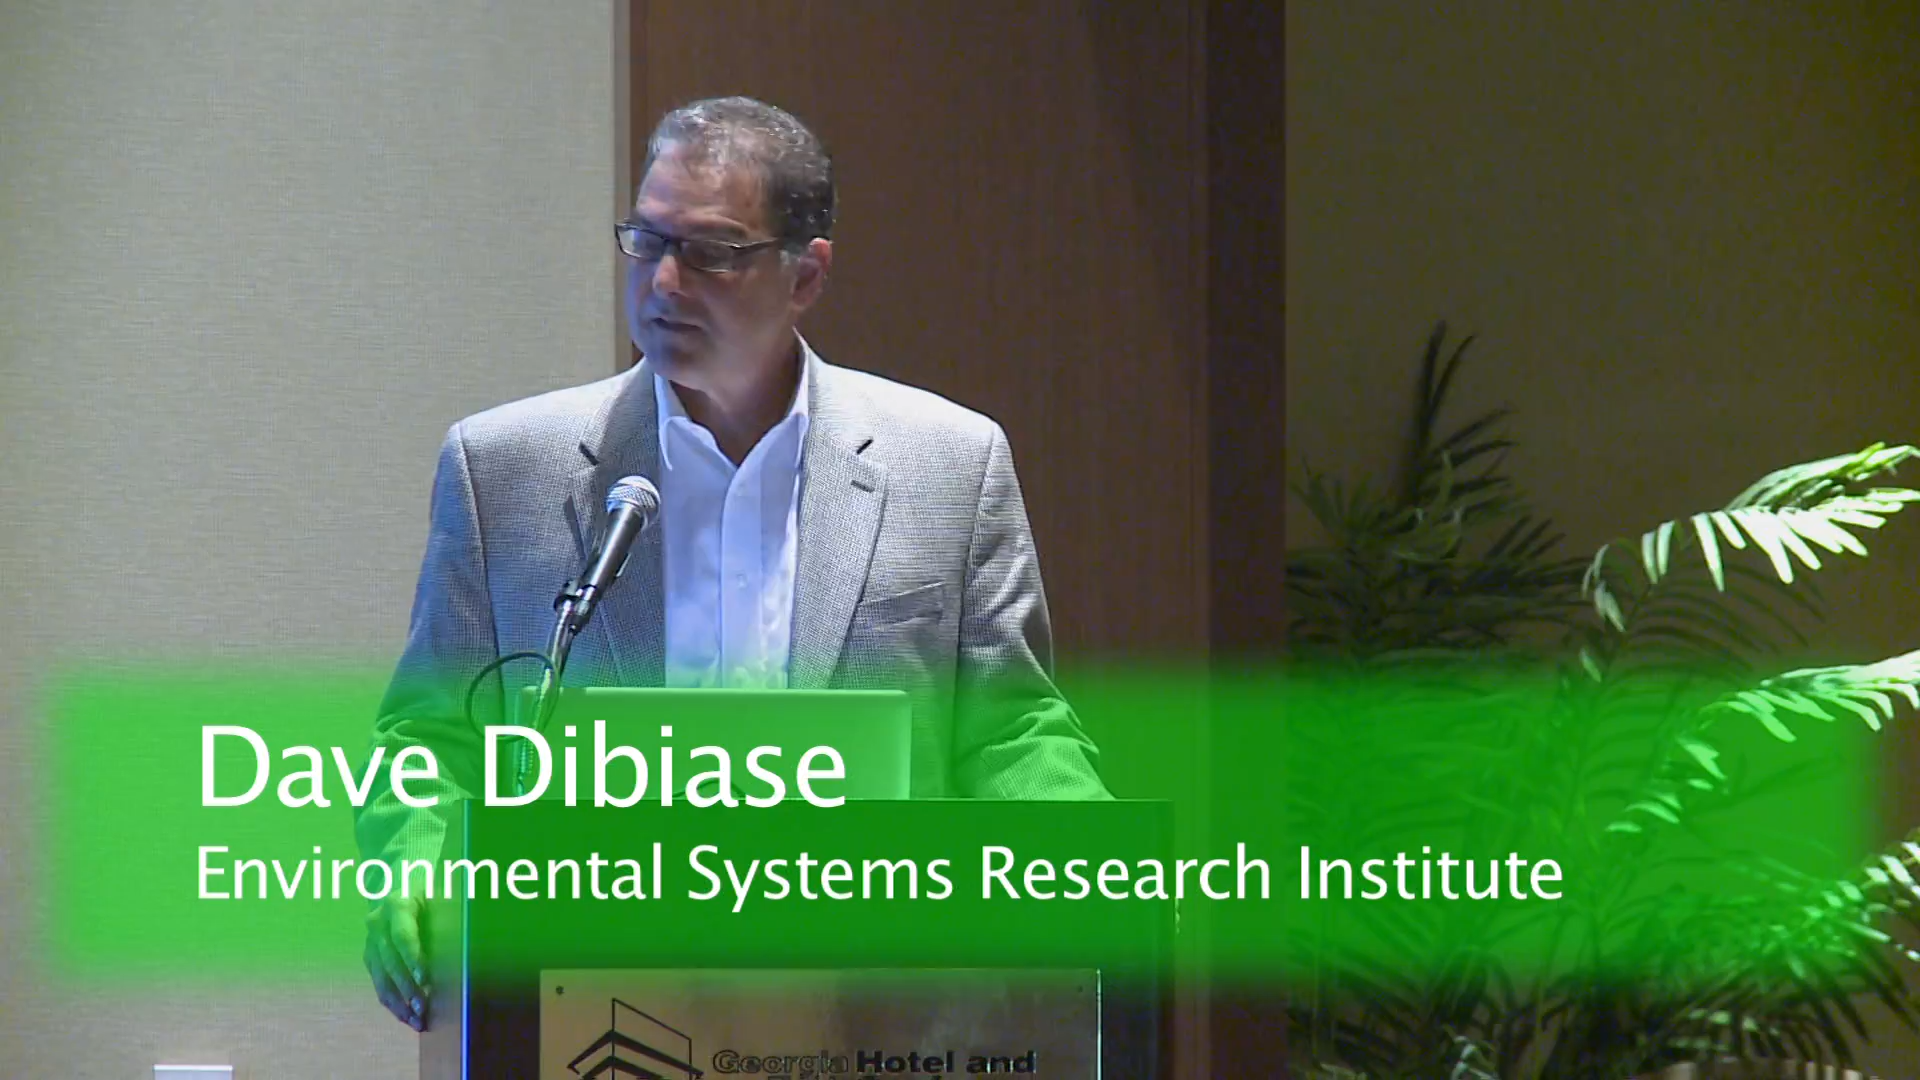 Dave Dibiase
Environmental Systems Research Institute
Georgia Hotel and